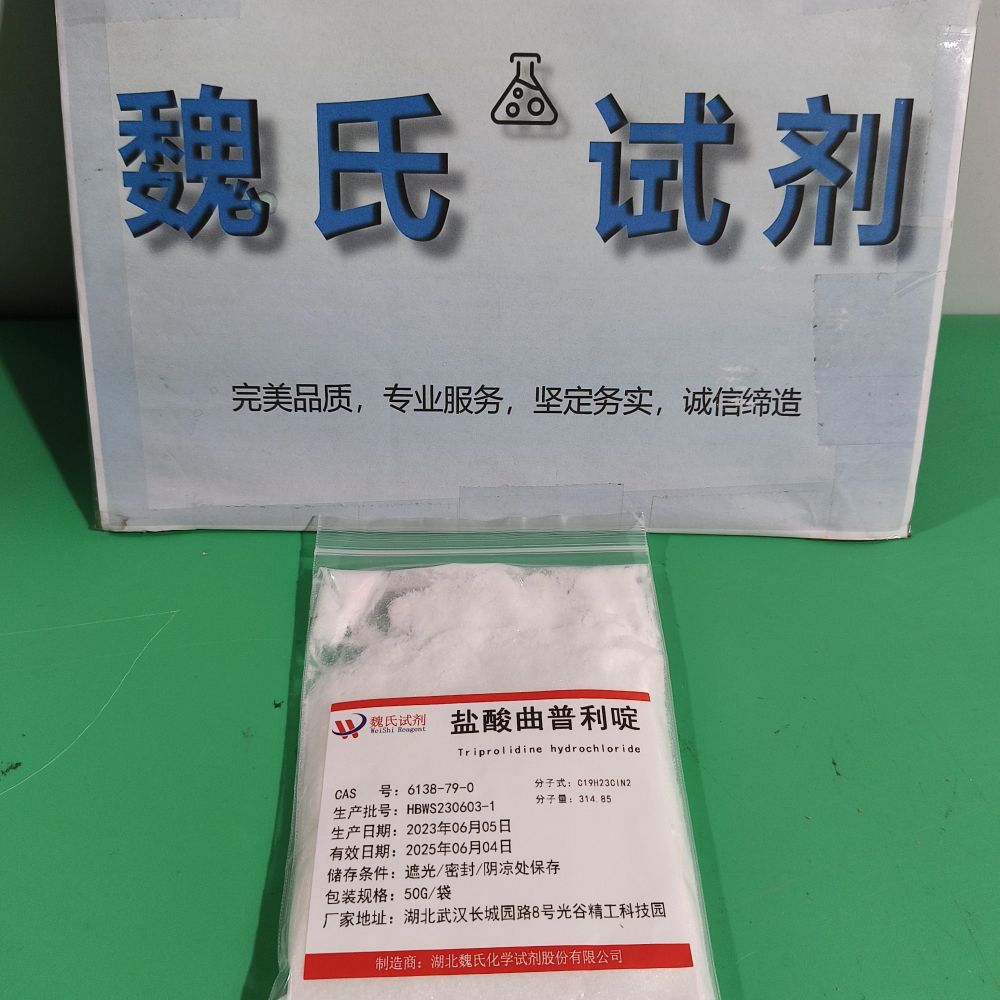 魏氏 试剂
完美品质，专业服务，坚定务实，诚信缔造
魏氏试剂
WeiShi Reagent
盐酸曲普利啶
Triprolidine hydrochloride
CAS 号：6138-79-0
分子式：C19H23ClN2
分子量：314.85
生产批号：HBWS230603-1
生产日期：2023年06月05日
有效日期：2025年06月04日
储存条件：遮光/密封/阴凉处保存
包装规格：50G/袋
厂家地址：湖北武汉长城园路8号光谷精工科技园
制造商：湖北魏氏化学试剂股份有限公司